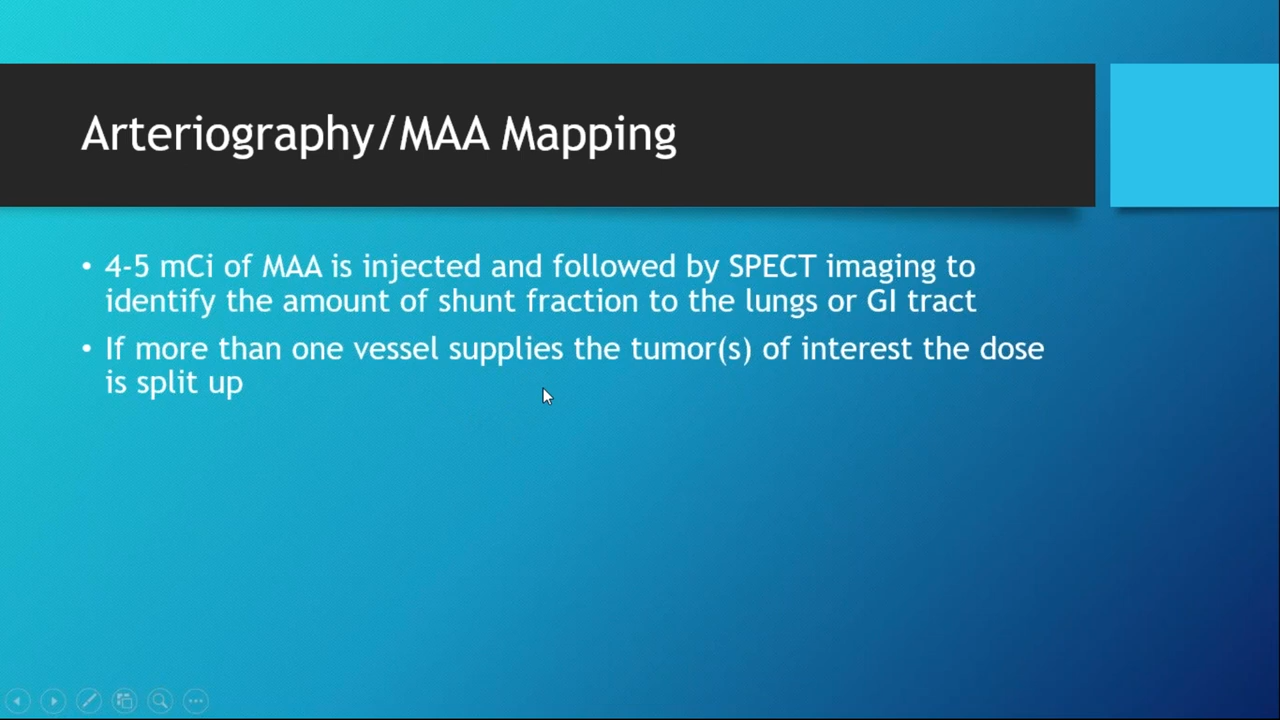 Arteriography/MAA Mapping
• 4-5 mCi of MAA is injected and followed by SPECT imaging to
identify the amount of shunt fraction to the lungs or GI tract
• If more than one vessel supplies the tumor(s) of interest the dose
is split up